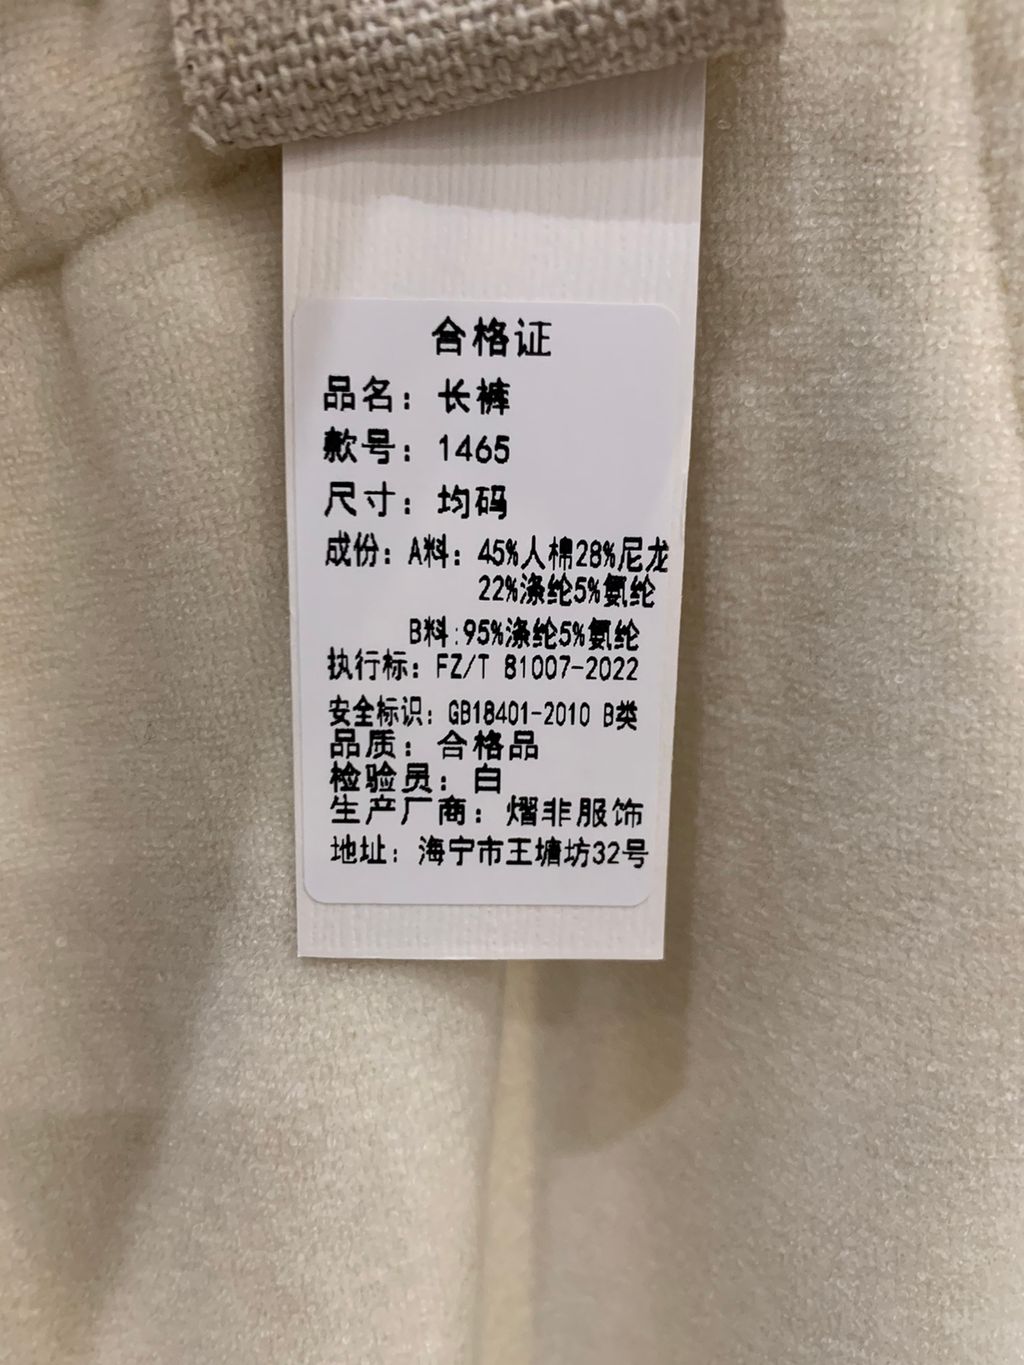 合格证
品名：长裤
款号：1465
尺寸：均码
成份：A料：45%人棉28%尼龙
22%涤纶5%氨纶
B料:95%涤纶5%氨纶
执行标：FZ/T 81007-2022
安全标识：GB18401-2010 B类
品质：合格品
检验员：白
生产厂商：熠非服饰
地址：海宁市王塘坊32号